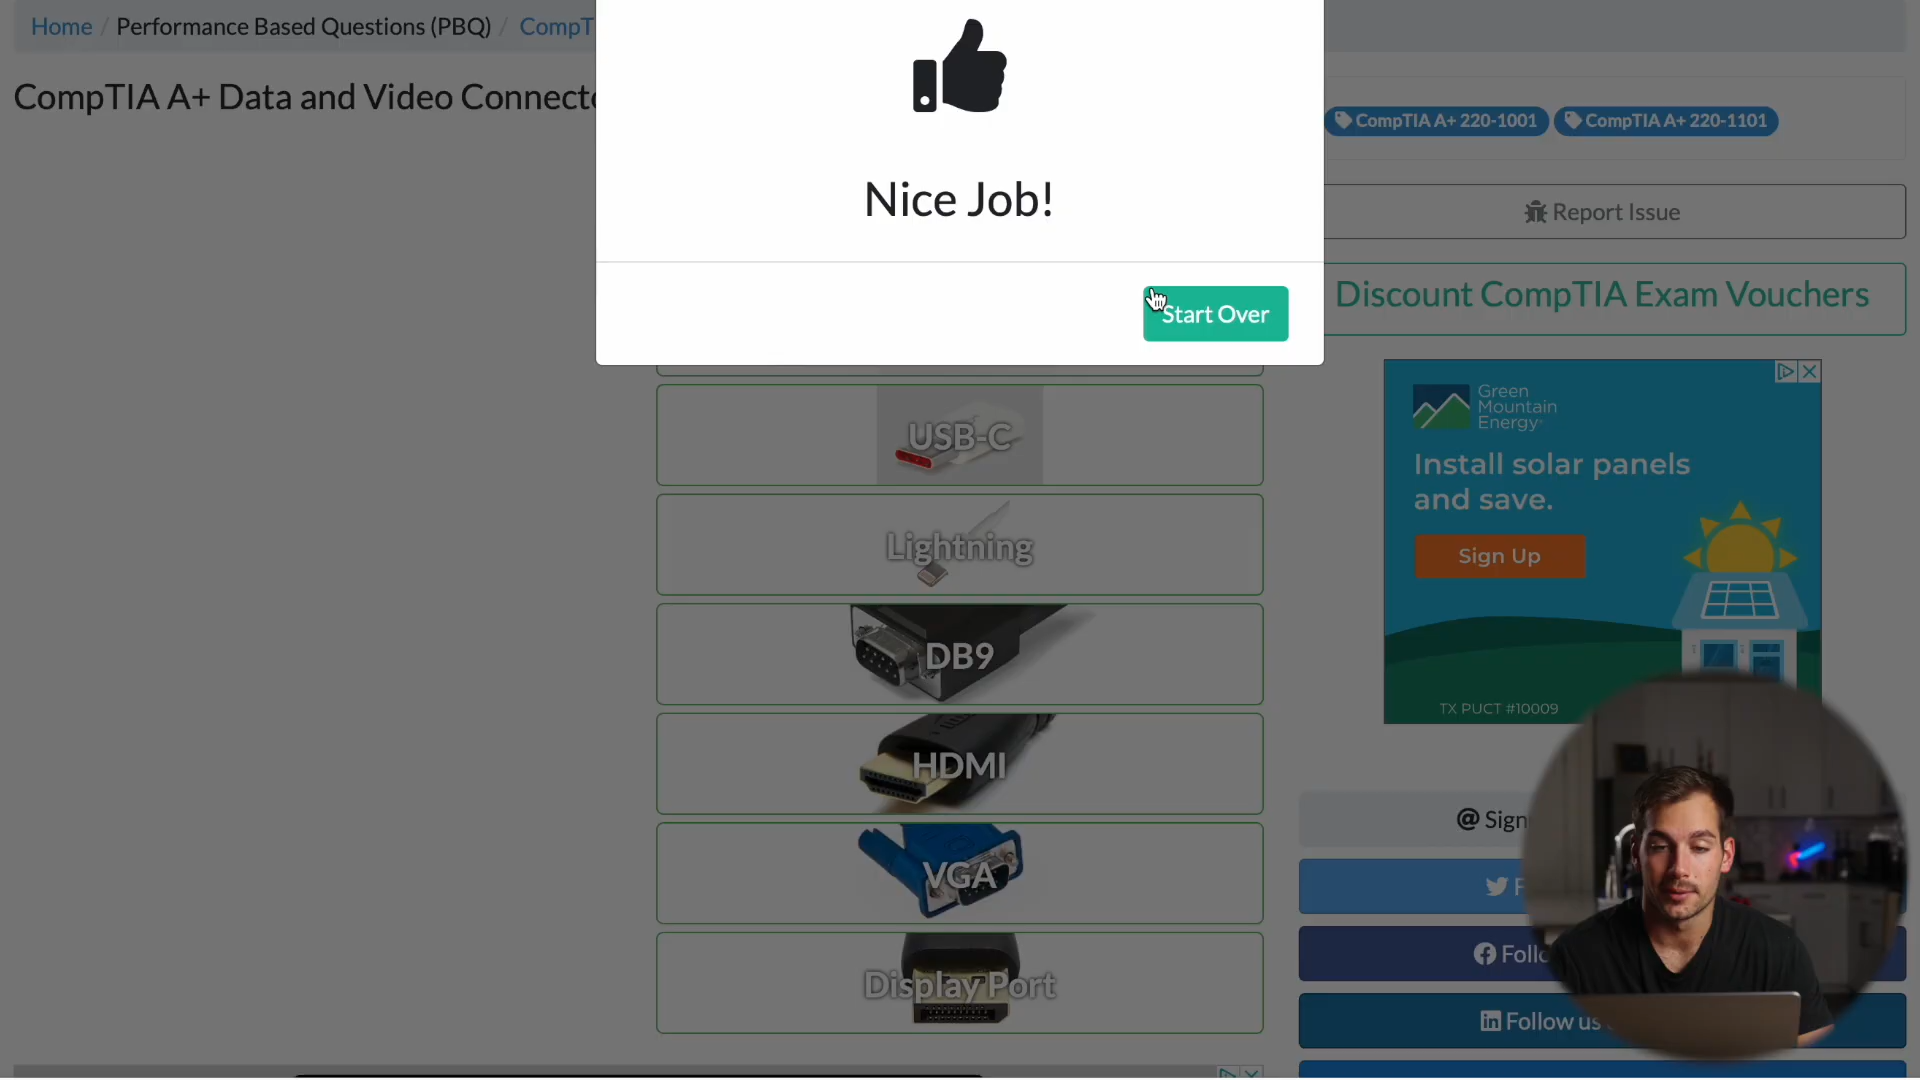 Home / Performance Based Questions (PBQ) / CompT
CompTIA A+ Data and Video Connecto
Nice Job!
Start Over
CompTIA A+ 220-1001 CompTIA A+ 220-1101
Report Issue
Discount CompTIA Exam Vouchers
Green
Mountain
Energy
Install solar panels
and save.
Sign Up
TX PUCT #10009
USB-C
Lightning
DB9
HDMI
VGA
Display Port
@ Sign
F
Follo
in Follow us